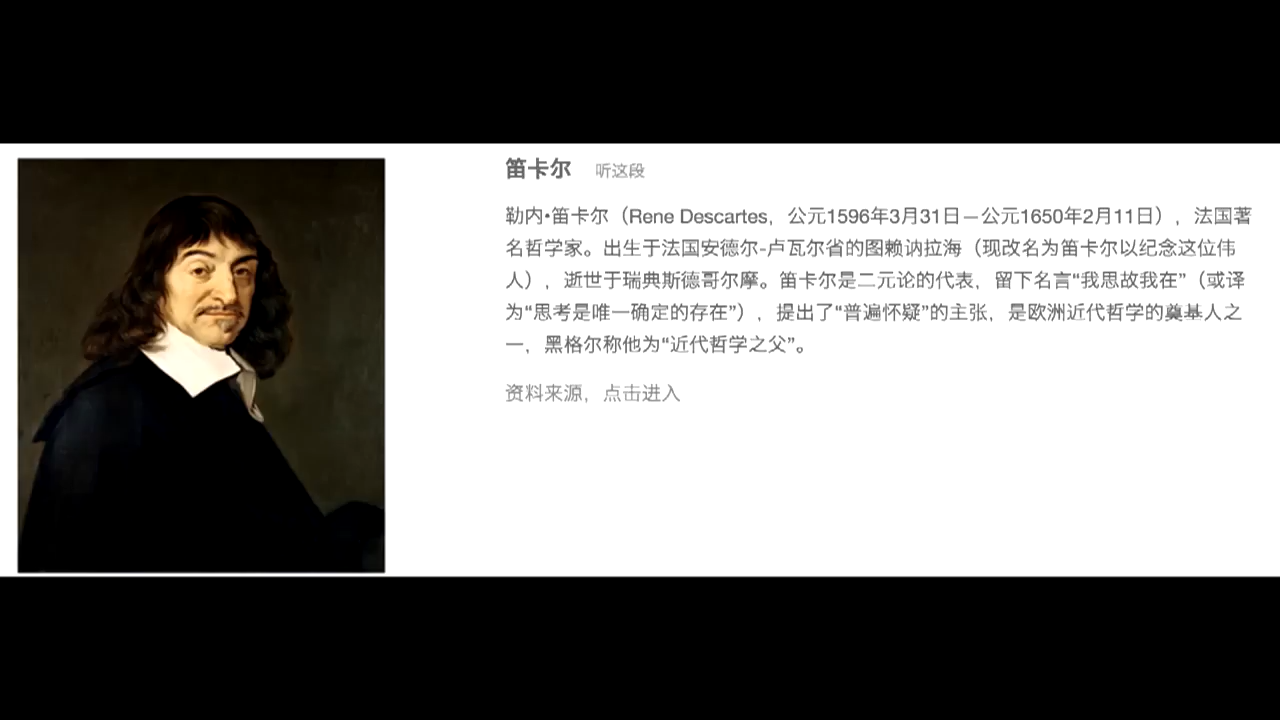 笛卡尔 听这段
勒内•笛卡尔（Rene Descartes，公元1596年3月31日—公元1650年2月11日），法国著
名哲学家。出生于法国安德尔-卢瓦尔省的图赖讷拉海（现改名为笛卡尔以纪念这位伟
人），逝世于瑞典斯德哥尔摩。笛卡尔是二元论的代表，留下名言“我思故我在”（或译
为“思考是唯一确定的存在”），提出了“普遍怀疑”的主张，是欧洲近代哲学的奠基人之
一，黑格尔称他为“近代哲学之父”。
资料来源，点击进入